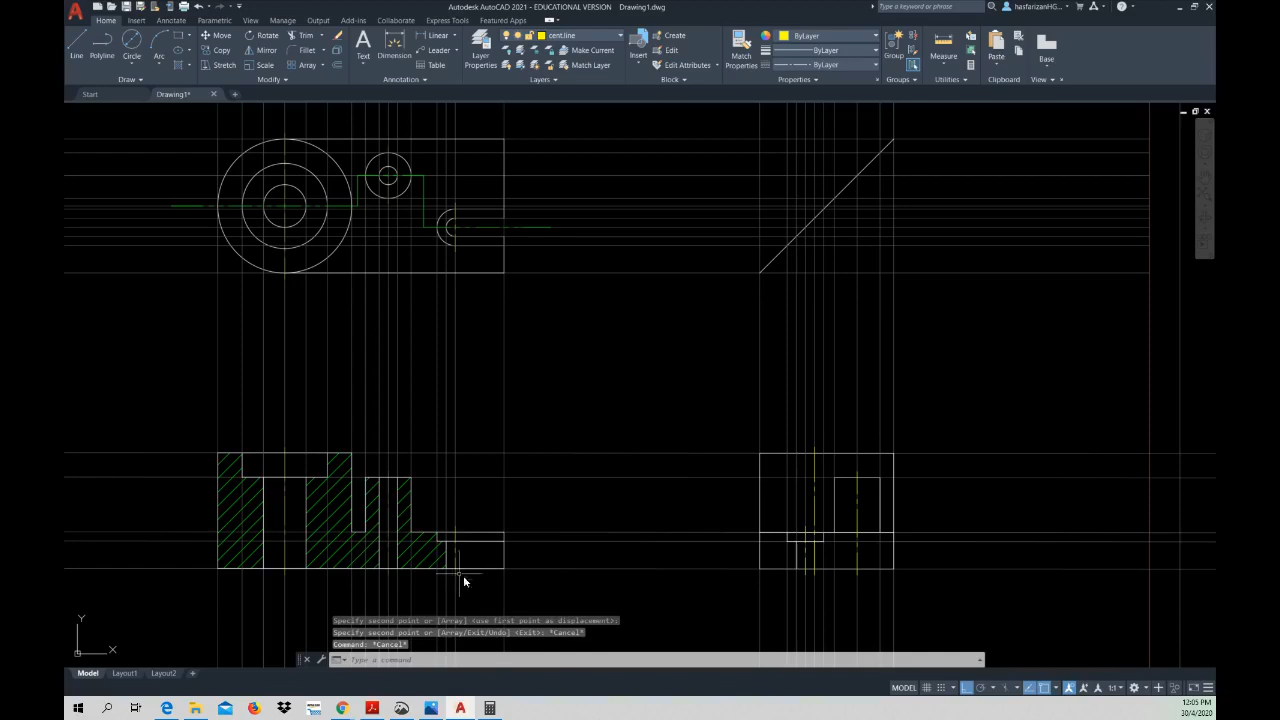 Autodesk AutoCAD 2021 - EDUCATIONAL VERSION Drawing1.dwg
Type a keyword or phrase
hasfarizanHG...
Home Insert Annotate Parametric View Manage Output Add-ins Collaborate Express Tools Featured Apps
Line Polyline Circle Arc
Move Rotate Trim
Copy Mirror Fillet
Stretch Scale Array
Text Dimension
Linear
Leader
Table
Layer Properties
cent.line
Make Current
Match Layer
Insert
Create
Edit
Edit Attributes
Match Properties
ByLayer
ByLayer
ByLayer
Group
Measure
Paste
Base
Draw Modify Annotation Layers Block Properties Groups Utilities Clipboard View
Start Drawing1*
Specify second point or [Array] <use first point as displacement>:
Specify second point or [Array/Exit/Undo] <Exit>: *Cancel*
Command: *Cancel*
Y
X
Type a command
Model Layout1 Layout2
MODEL
1:1
12:05 PM
30/4/2020